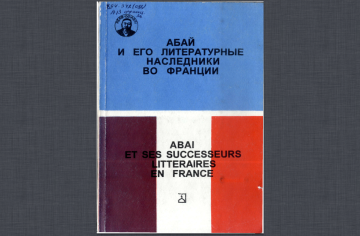 АБАЙ
И ЕГО ЛИТЕРАТУРНЫЕ
НАСЛЕДНИКИ
ВО ФРАНЦИИ
ABAI
ET SES SUCCESSEURS
LITTERAIRES
EN FRANCE